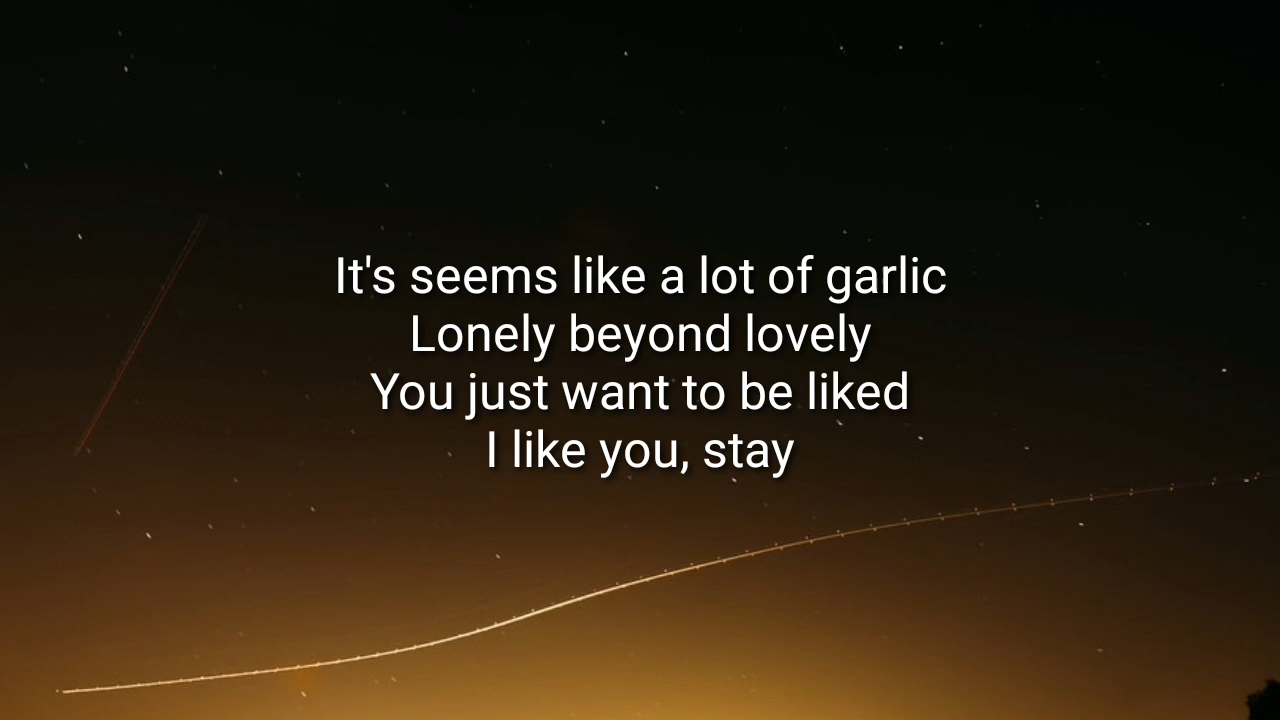 It's seems like a lot of garlic
Lonely beyond lovely
You just want to be liked
I like you, stay